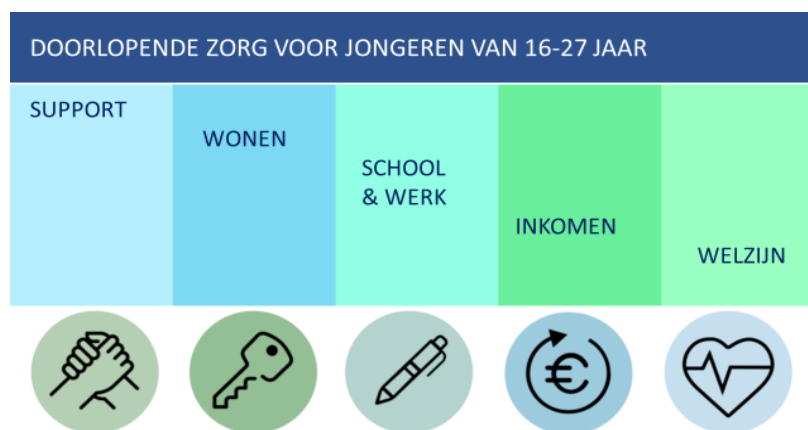 DOORLOPENDE ZORG VOOR JONGEREN VAN 16-27 JAAR
SUPPORT
WONEN
SCHOOL
& WERK
INKOMEN
WELZIJN
€